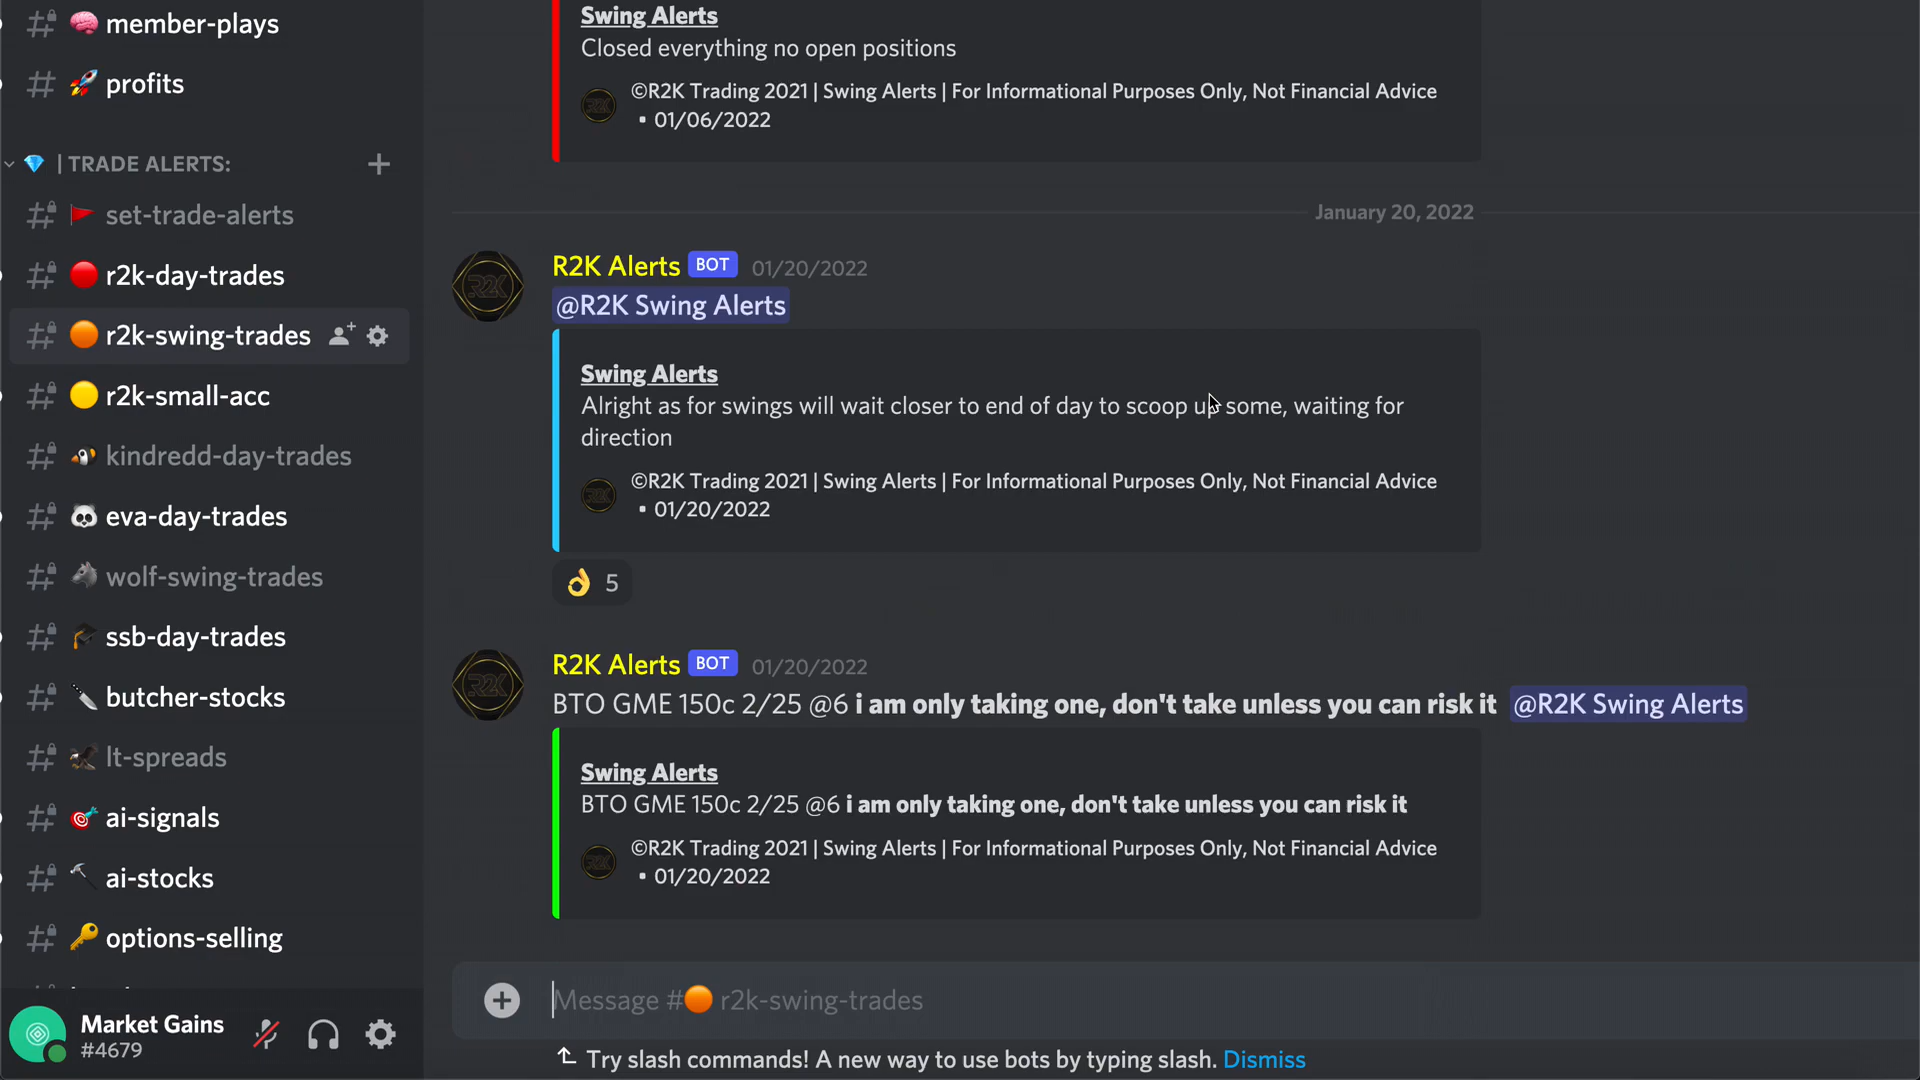 member-plays
profits
| TRADE ALERTS:
set-trade-alerts
r2k-day-trades
r2k-swing-trades
r2k-small-acc
kindredd-day-trades
eva-day-trades
wolf-swing-trades
ssb-day-trades
butcher-stocks
lt-spreads
ai-signals
ai-stocks
options-selling
Market Gains
#4679
Swing Alerts
Closed everything no open positions
©R2K Trading 2021 | Swing Alerts | For Informational Purposes Only, Not Financial Advice
• 01/06/2022
January 20, 2022
R2K Alerts BOT 01/20/2022
@R2K Swing Alerts
Swing Alerts
Alright as for swings will wait closer to end of day to scoop up some, waiting for
direction
©R2K Trading 2021 | Swing Alerts | For Informational Purposes Only, Not Financial Advice
• 01/20/2022
👌 5
R2K Alerts BOT 01/20/2022
BTO GME 150c 2/25 @6 i am only taking one, don't take unless you can risk it @R2K Swing Alerts
Swing Alerts
BTO GME 150c 2/25 @6 i am only taking one, don't take unless you can risk it
©R2K Trading 2021 | Swing Alerts | For Informational Purposes Only, Not Financial Advice
• 01/20/2022
Message #🟠 r2k-swing-trades
Try slash commands! A new way to use bots by typing slash. Dismiss